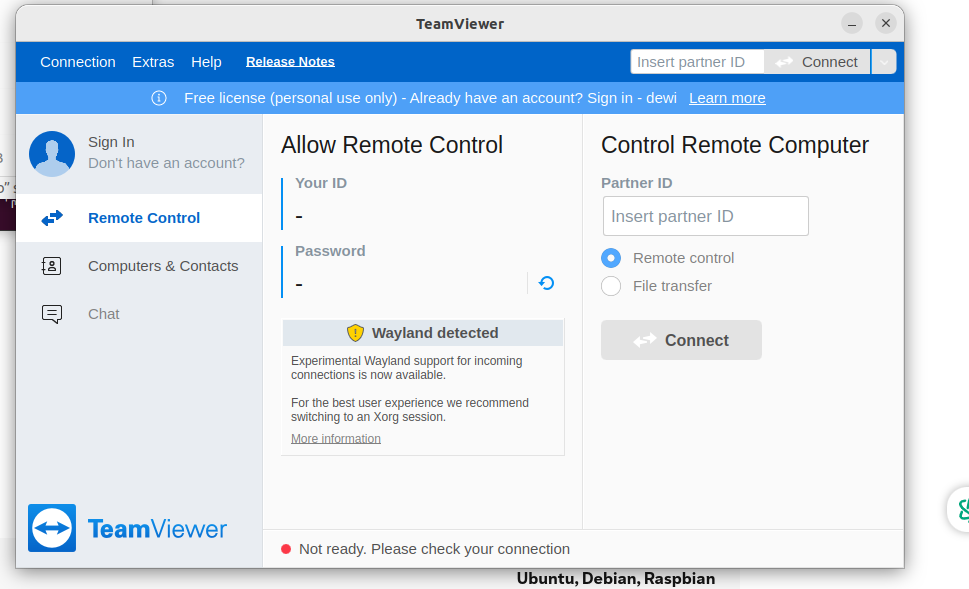 TeamViewer
Connection Extras Help Release Notes Insert partner ID Connect
Free license (personal use only) - Already have an account? Sign in - dewi Learn more
Sign In
Don't have an account?
Remote Control
Computers & Contacts
Chat
TeamViewer
Allow Remote Control
Your ID
-
Password
-
Wayland detected
Experimental Wayland support for incoming
connections is now available.
For the best user experience we recommend
switching to an Xorg session.
More information
Control Remote Computer
Partner ID
Insert partner ID
Remote control
File transfer
Connect
Not ready. Please check your connection
Ubuntu, Debian, Raspbian